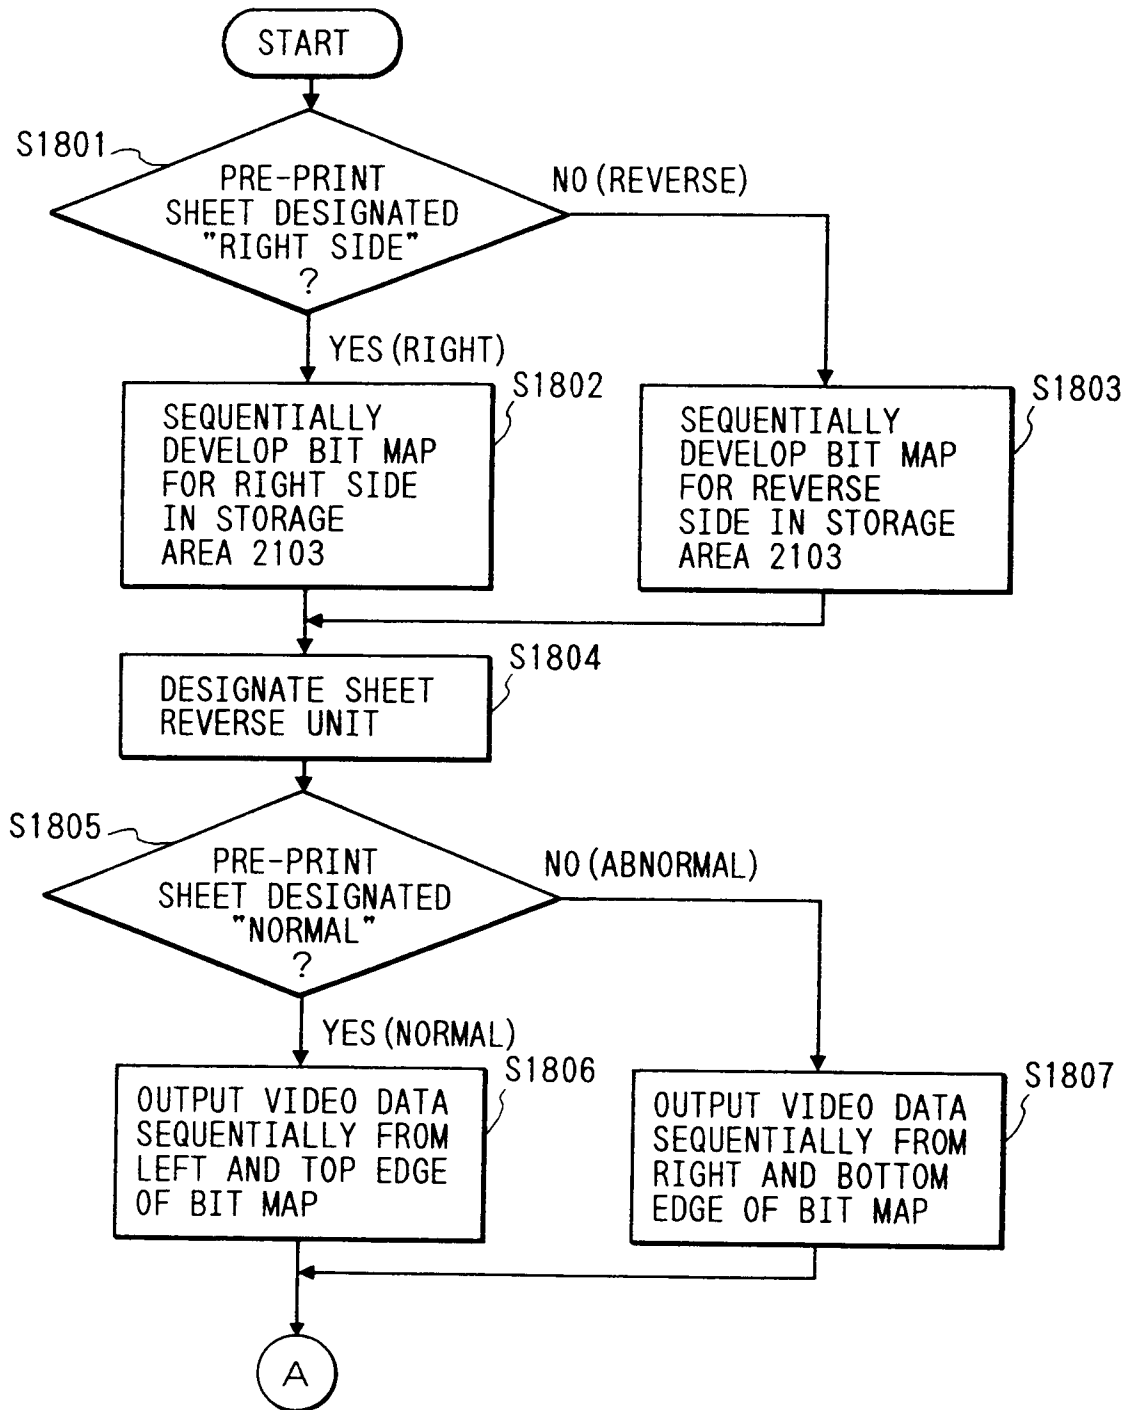 START
S1801
PRE-PRINT
SHEET DESIGNATED
"RIGHT SIDE"
?
NO(REVERSE)
YES(RIGHT)
S1802
SEQUENTIALLY
DEVELOP BIT MAP
FOR RIGHT SIDE
IN STORAGE
AREA 2103
S1803
SEQUENTIALLY
DEVELOP BIT MAP
FOR REVERSE
SIDE IN STORAGE
AREA 2103
S1804
DESIGNATE SHEET
REVERSE UNIT
S1805
PRE-PRINT
SHEET DESIGNATED
"NORMAL"
?
NO(ABNORMAL)
YES(NORMAL)
S1806
OUTPUT VIDEO DATA
SEQUENTIALLY FROM
LEFT AND TOP EDGE
OF BIT MAP
S1807
OUTPUT VIDEO DATA
SEQUENTIALLY FROM
RIGHT AND BOTTOM
EDGE OF BIT MAP
A